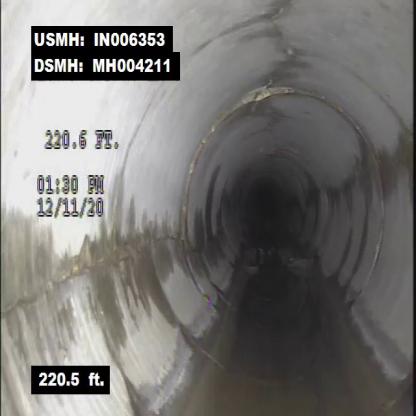 USMH: IN006353
DSMH: MH004211
220.6 FT.
01:30 PM
12/11/20
220.5 ft.